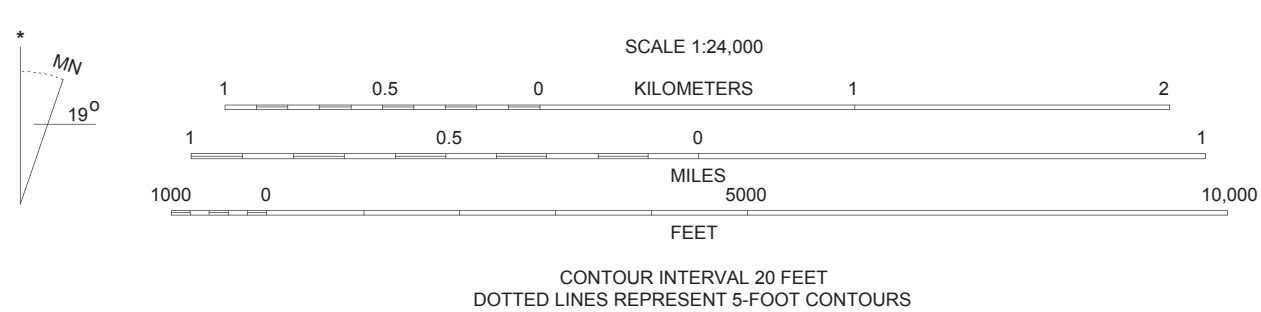 *
MN
19°
SCALE 1:24,000
1 0.5 0 KILOMETERS 1 2
1 0.5 0 1
MILES
1000 0 5000 10,000
FEET
CONTOUR INTERVAL 20 FEET
DOTTED LINES REPRESENT 5-FOOT CONTOURS